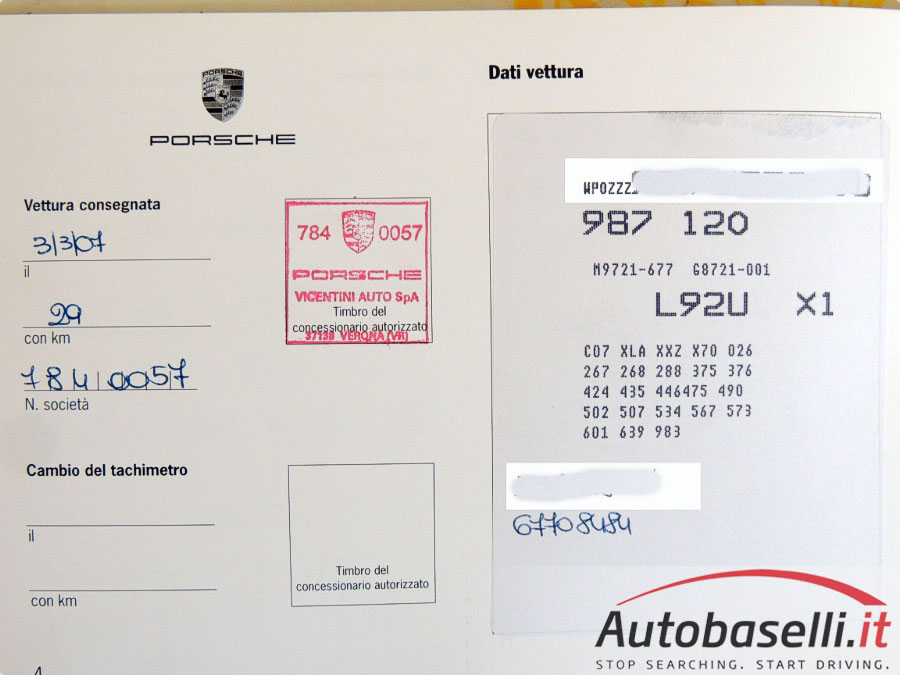 PORSCHE
PORSCHE
Vettura consegnata
3/3/07
il
29
con km
784 0057
N. società
784 0057
PORSCHE
VICENTINI AUTO SpA
Timbro del
concessionario autorizzato
37138 VERONA (VR)
Cambio del tachimetro
il
con km
Timbro del
concessionario autorizzato
Dati vettura
WPOZZZ
987 120
M9721-677 G8721-001
L92U X1
C07 XLA XXZ X70 026
267 268 288 375 376
424 435 446475 490
502 507 534 567 573
601 639 983
67708484
Autobaselli.it
STOP SEARCHING. START DRIVING.